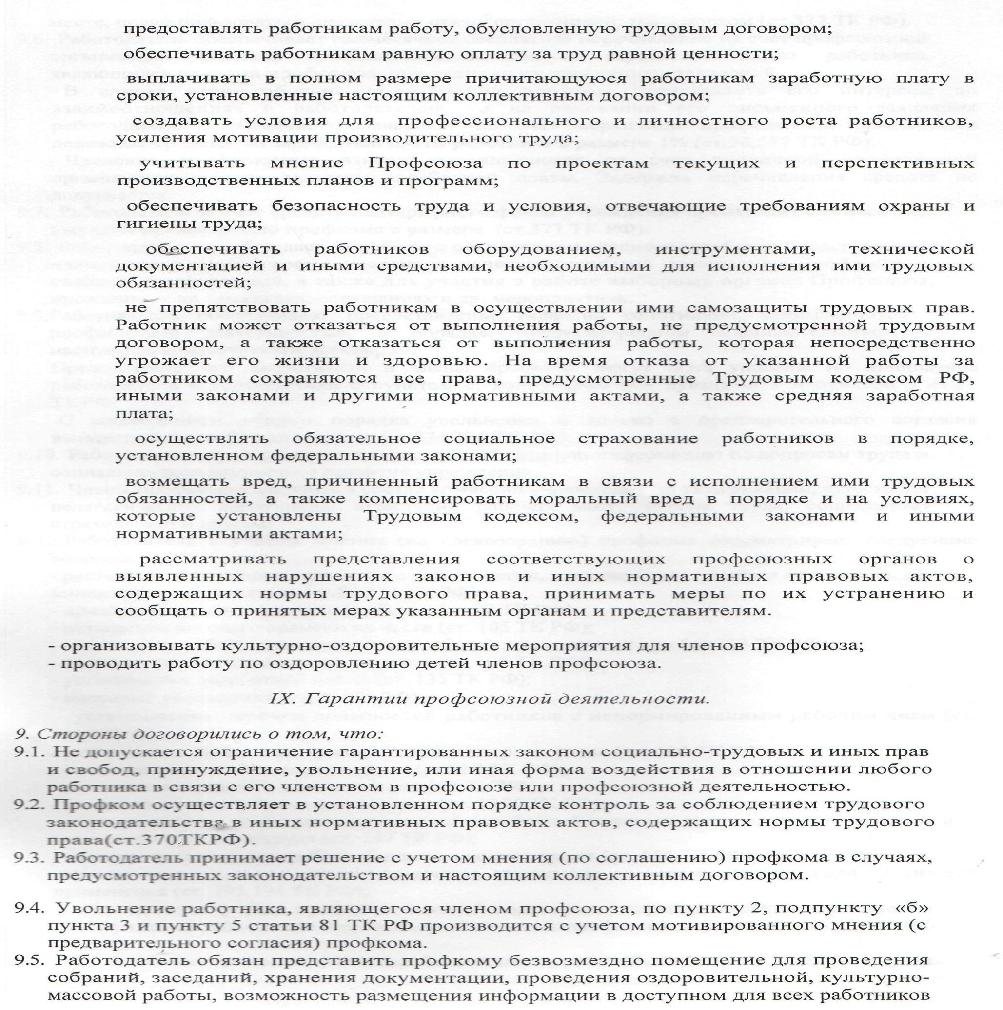 предоставлять работникам работу, обусловленную трудовым договором;
обеспечивать работникам равную оплату за труд равной ценности;
выплачивать в полном размере причитающуюся работникам заработную плату в
сроки, установленные настоящим коллективным договором;
создавать условия для профессионального и личностного роста работников,
усиления мотивации производительного труда;
учитывать мнение Профсоюза по проектам текущих и перспективных
производственных планов и программ;
обеспечивать безопасность труда и условия, отвечающие требованиям охраны и
гигиены труда;
обеспечивать работников оборудованием, инструментами, технической
документацией и иными средствами, необходимыми для исполнения ими трудовых
обязанностей;
не препятствовать работникам в осуществлении ими самозащиты трудовых прав.
Работник может отказаться от выполнения работы, не предусмотренной трудовым
договором, а также отказаться от выполнения работы, которая непосредственно
угрожает его жизни и здоровью. На время отказа от указанной работы за
работником сохраняются все права, предусмотренные Трудовым кодексом РФ,
иными законами и другими нормативными актами, а также средняя заработная
плата;
осуществлять обязательное социальное страхование работников в порядке,
установленном федеральными законами;
возмещать вред, причиненный работникам в связи с исполнением ими трудовых
обязанностей, а также компенсировать моральный вред в порядке и на условиях,
которые установлены Трудовым кодексом, федеральными законами и иными
нормативными актами;
рассматривать представления соответствующих профсоюзных органов о
выявленных нарушениях законов и иных нормативных правовых актов,
содержащих нормы трудового права, принимать меры по их устранению и
сообщать о принятых мерах указанным органам и представителям.
- организовывать культурно-оздоровительные мероприятия для членов профсоюза;
- проводить работу по оздоровлению детей членов профсоюза.
IX. Гарантии профсоюзной деятельности.
9. Стороны договорились о том, что:
9.1. Не допускается ограничение гарантированных законом социально-трудовых и иных прав
и свобод, принуждение, увольнение, или иная форма воздействия в отношении любого
работника в связи с его членством в профсоюзе или профсоюзной деятельностью.
9.2. Профком осуществляет в установленном порядке контроль за соблюдением трудового
законодательства в иных нормативных правовых актов, содержащих нормы трудового
права(ст.370ТКРФ).
9.3. Работодатель принимает решение с учетом мнения (по соглашению) профкома в случаях,
предусмотренных законодательством и настоящим коллективным договором.
9.4. Увольнение работника, являющегося членом профсоюза, по пункту 2, подпункту «б»
пункта 3 и пункту 5 статьи 81 ТК РФ производится с учетом мотивированного мнения (с
предварительного согласия) профкома.
9.5. Работодатель обязан представить профкому безвозмездно помещение для проведения
собраний, заседаний, хранения документации, проведения оздоровительной, культурно-
массовой работы, возможность размещения информации в доступном для всех работников